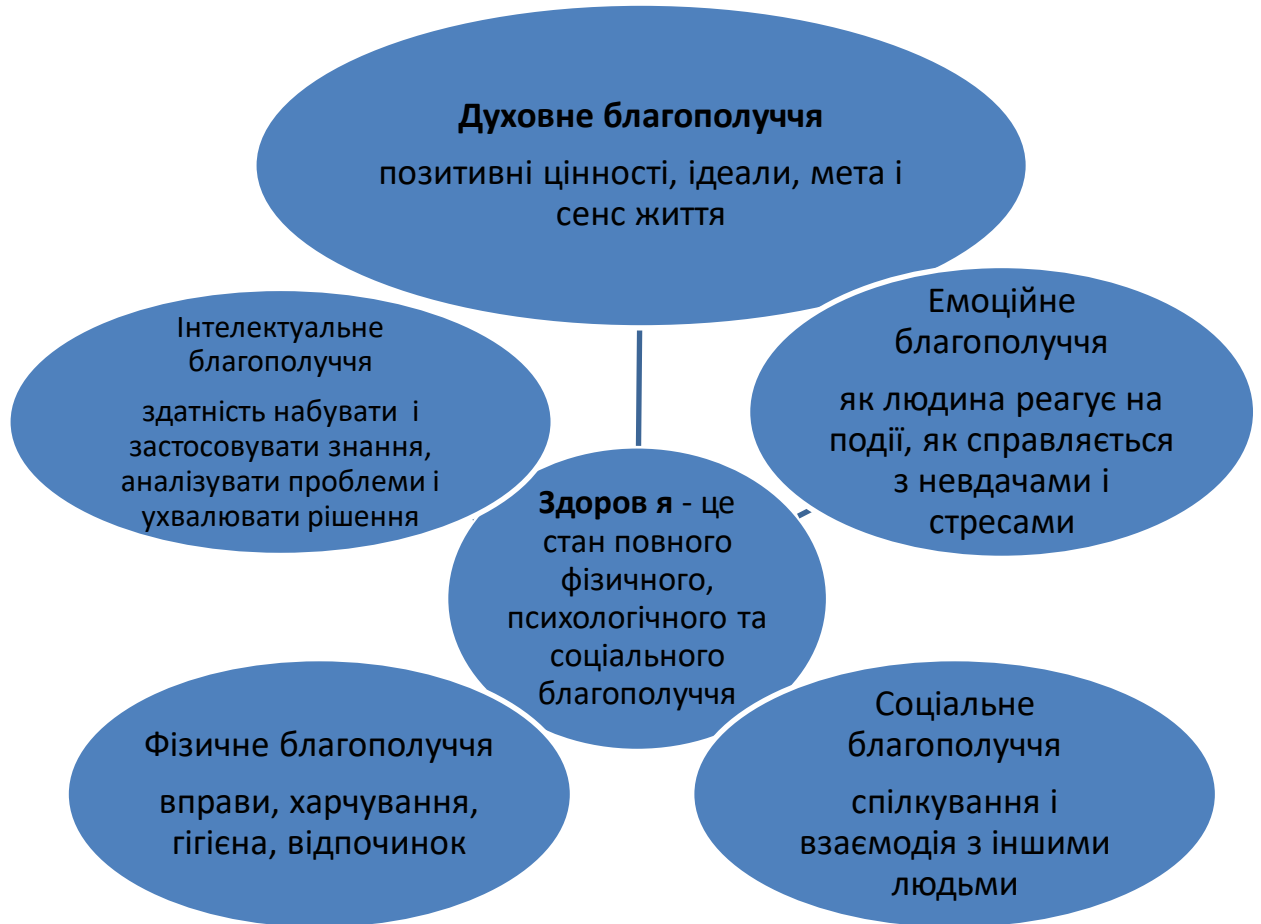 Духовне благополуччя
позитивні цінності, ідеали, мета і
сенс життя
Емоційне
благополуччя
як людина реагує на
події, як справляється
з невдачами і
стресами
Інтелектуальне
благополуччя
здатність набувати і
застосовувати знання,
аналізувати проблеми і
ухвалювати рішення
Здоров я - це
стан повного
фізичного,
психологічного та
соціального
благополуччя
Фізичне благополуччя
вправи, харчування,
гігієна, відпочинок
Соціальне
благополуччя
спілкування і
взаємодія з іншими
людьми